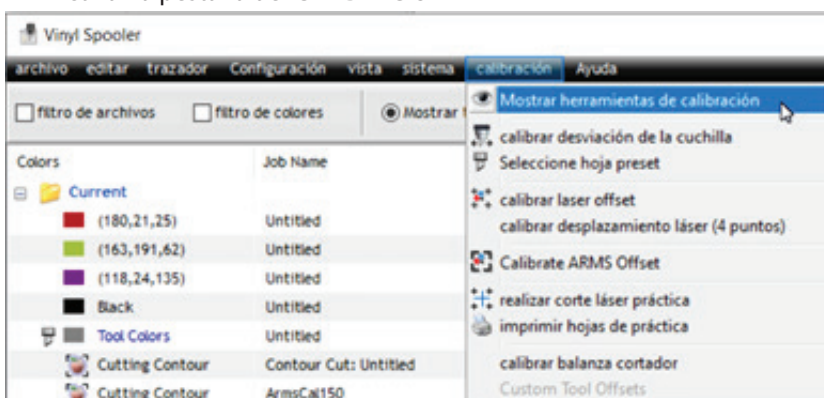 Vinyl Spooler
archivo editar trazador Configuración vista sistema calibración Ayuda
filtro de archivos filtro de colores Mostrar
Mostrar herramientas de calibración
calibrar desviación de la cuchilla
Seleccione hoja preset
calibrar laser offset
calibrar desplazamiento láser (4 puntos)
Calibrate ARMS Offset
realizar corte láser práctica
imprimir hojas de práctica
calibrar balanza cortador
Custom Tool Offsets
Colors Job Name
Current
(180,21,25) Untitled
(163,191,62) Untitled
(118,24,135) Untitled
Black Untitled
Tool Colors Untitled
Cutting Contour Contour Cut: Untitled
Cutting Contour ArmsCal150